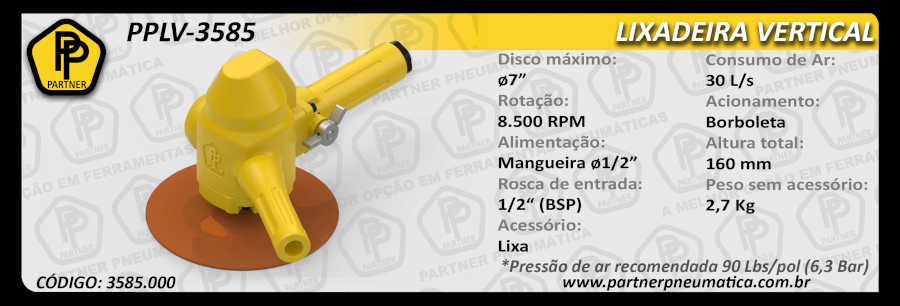 PPLV-3585
LIXADEIRA VERTICAL
PP
PARTNER
Disco máximo:
ø7”
Rotação:
8.500 RPM
Alimentação:
Mangueira ø1/2”
Rosca de entrada:
1/2“ (BSP)
Acessório:
Lixa
Consumo de Ar:
30 L/s
Acionamento:
Borboleta
Altura total:
160 mm
Peso sem acessório:
2,7 Kg
*Pressão de ar recomendada 90 Lbs/pol (6,3 Bar)
CÓDIGO: 3585.000
www.partnerpneumatica.com.br